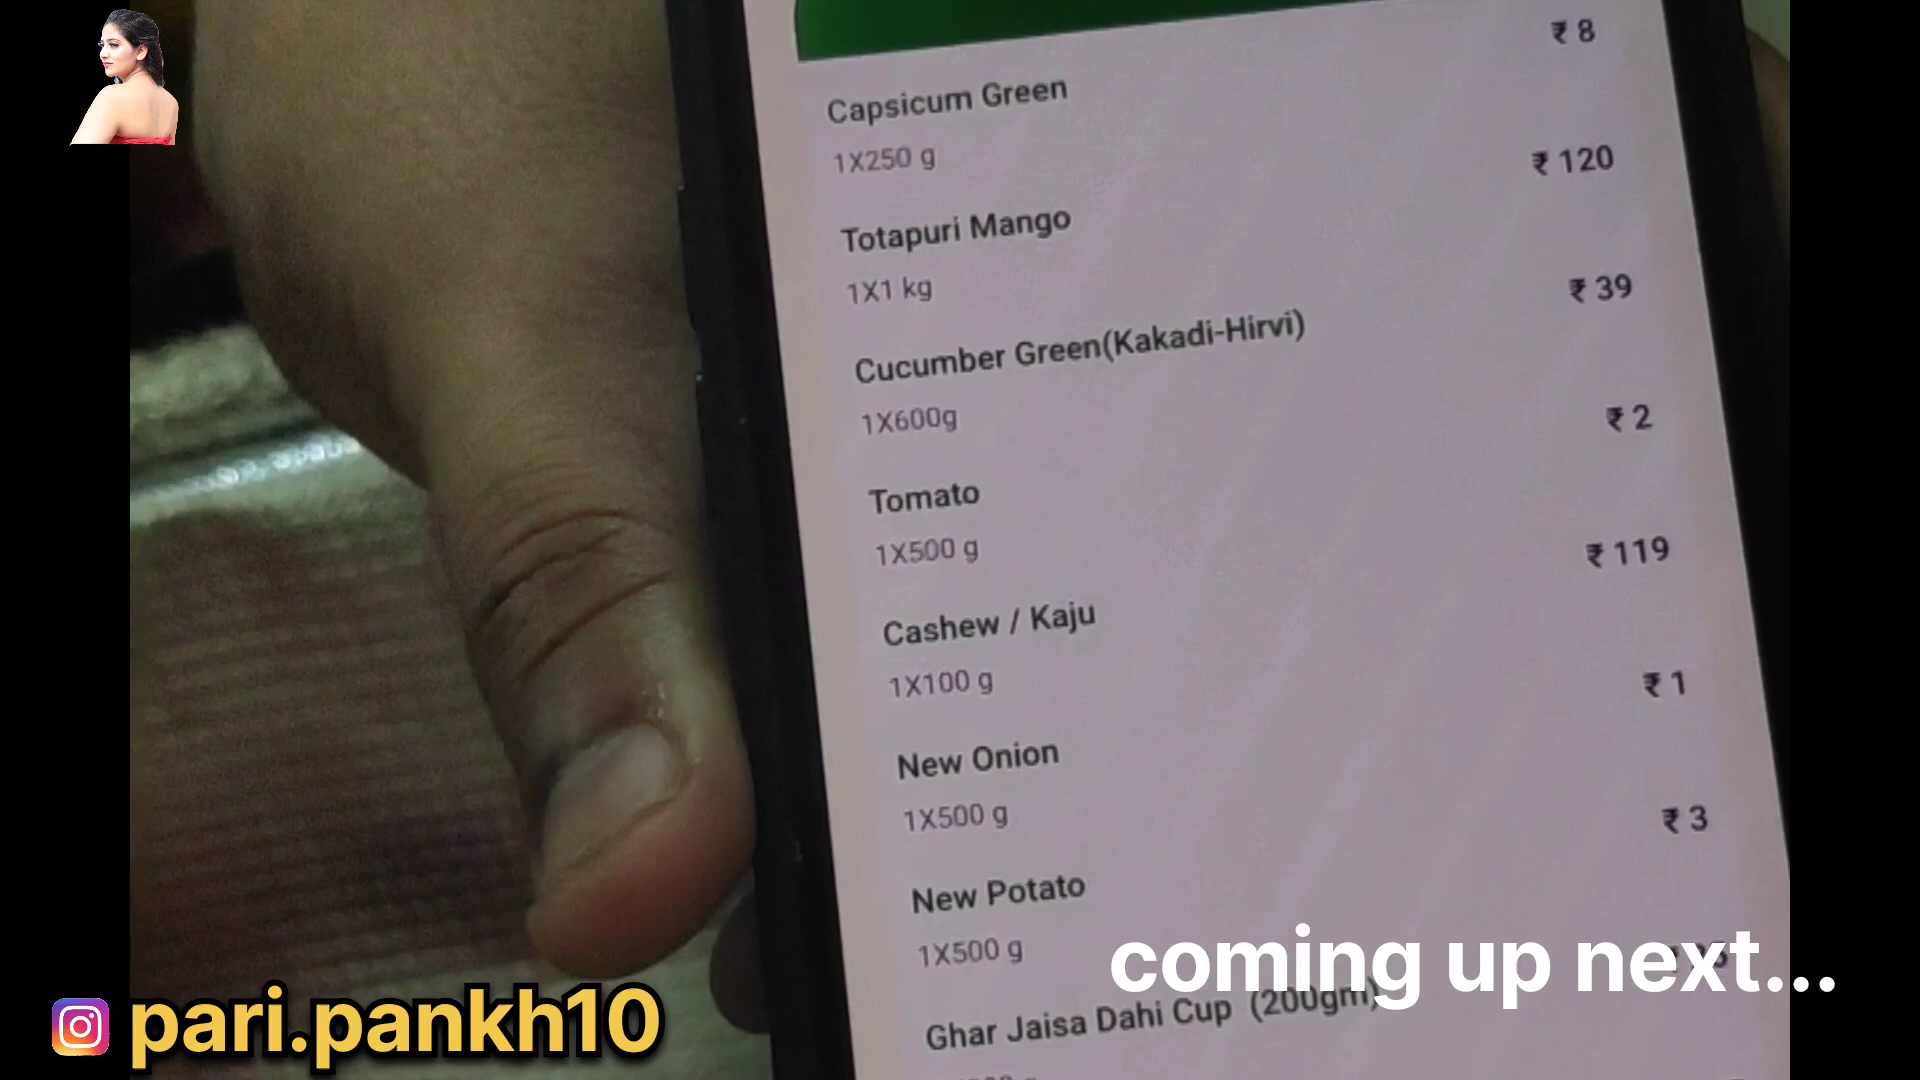 ₹ 8
Capsicum Green
1X250 g
₹ 120
Totapuri Mango
1X1 kg
₹ 39
Cucumber Green(Kakadi-Hirvi)
1X600g
₹ 2
Tomato
1X500 g
₹ 119
Cashew / Kaju
1X100 g
₹ 1
New Onion
1X500 g
₹ 3
New Potato
1X500 g
coming up next...
Ghar Jaisa Dahi Cup (200gm)
pari.pankh10